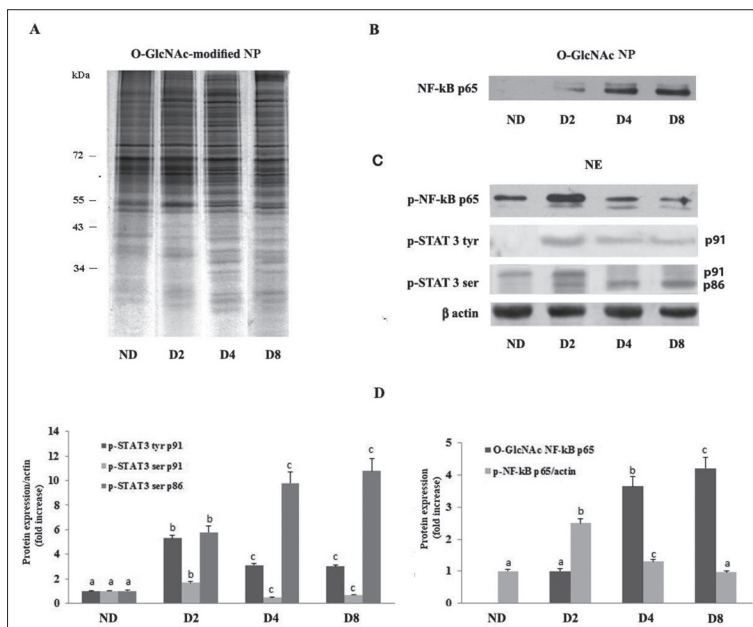 A
O-GlcNAc-modified NP
kDa
72
55
43
34
ND D2 D4 D8
B
O-GlcNAc NP
NF-kB p65
ND D2 D4 D8
C
NE
p-NF-kB p65
p-STAT 3 tyr p91
p-STAT 3 ser p91
p86
β actin
ND D2 D4 D8
D
Protein expression/actin
(fold increase)
14
12
10
8
6
4
2
0
p-STAT3 tyr p91
p-STAT3 ser p91
p-STAT3 ser p86
a a a
b b b
c c c
c c c
ND D2 D4 D8
Protein expression
(fold increase)
5
4
3
2
1
0
O-GlcNAc NF-kB p65
p-NF-kB p65/actin
a
a b
b c
c a
ND D2 D4 D8